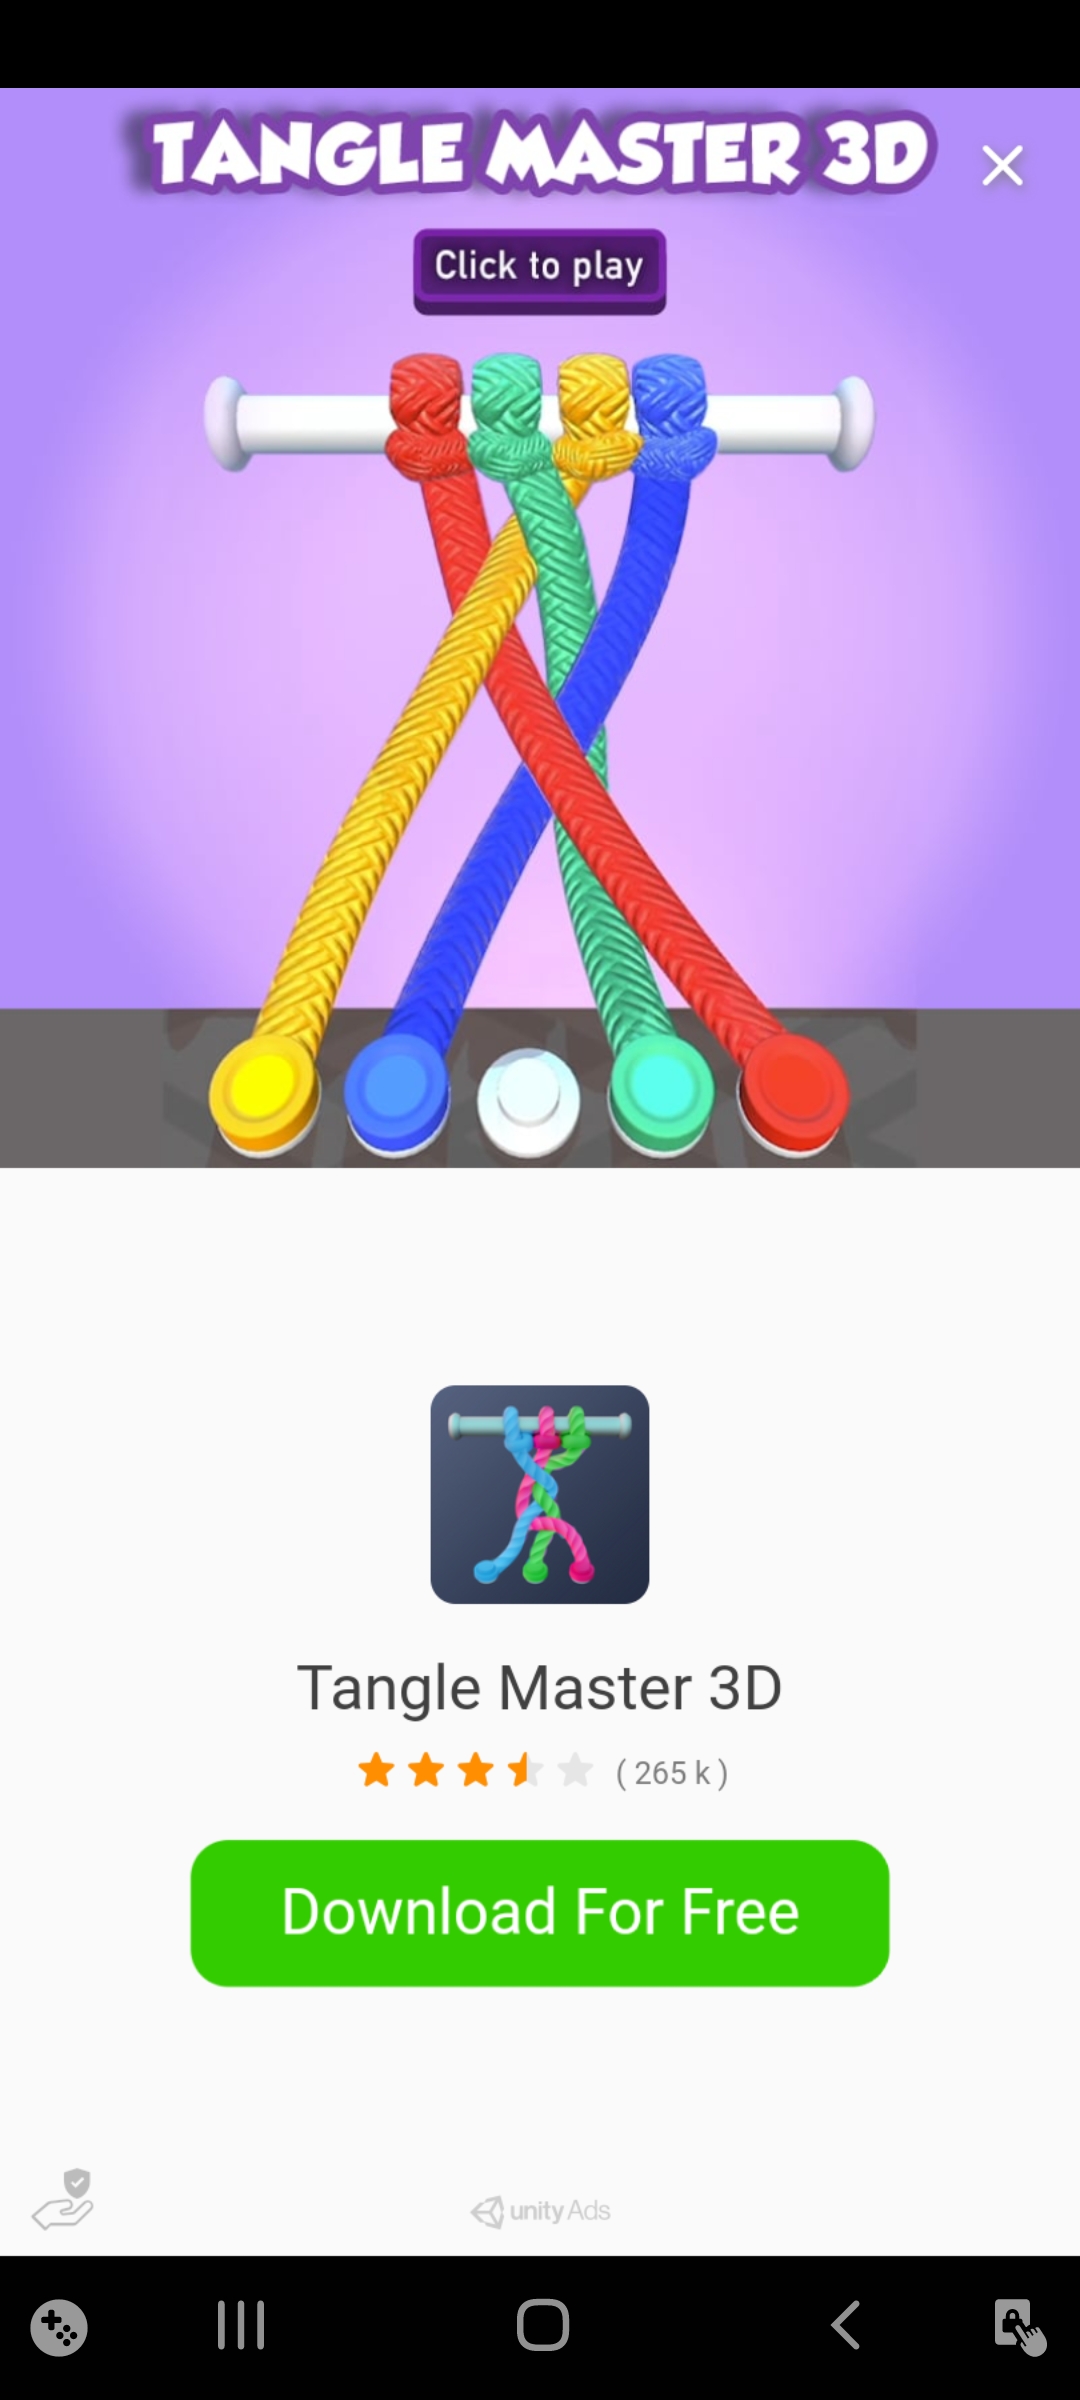 TANGLE MASTER 3D
Click to play
Tangle Master 3D
( 265 k )
Download For Free
unity Ads